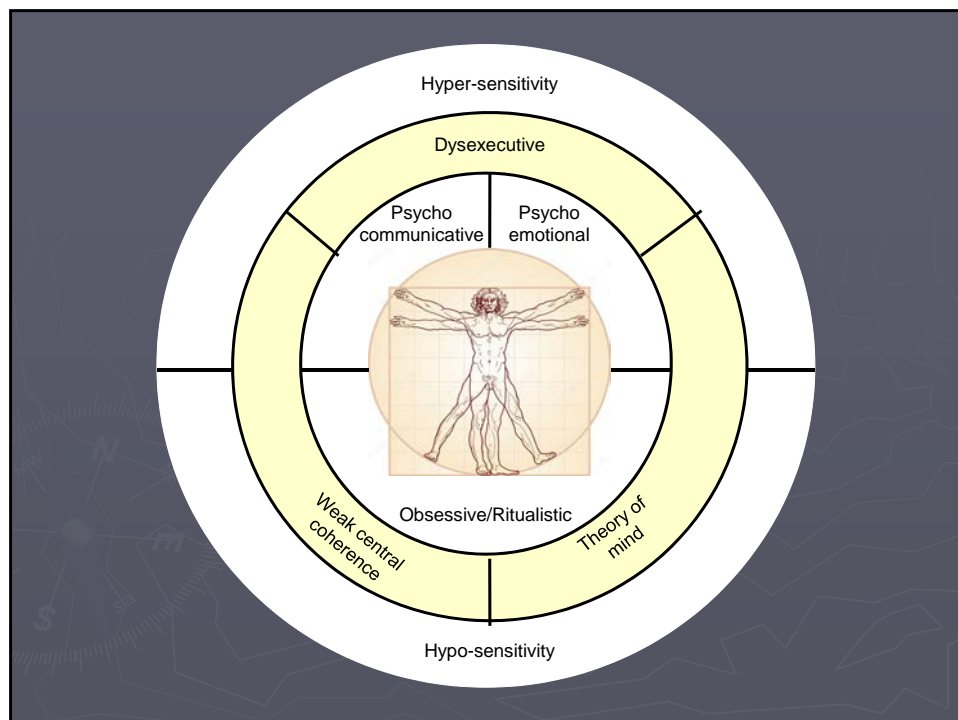 Hyper-sensitivity
Dysexecutive
Psycho
communicative
Psycho
emotional
Obsessive/Ritualistic
Weak central
coherence
Theory of
mind
Hypo-sensitivity
N
S